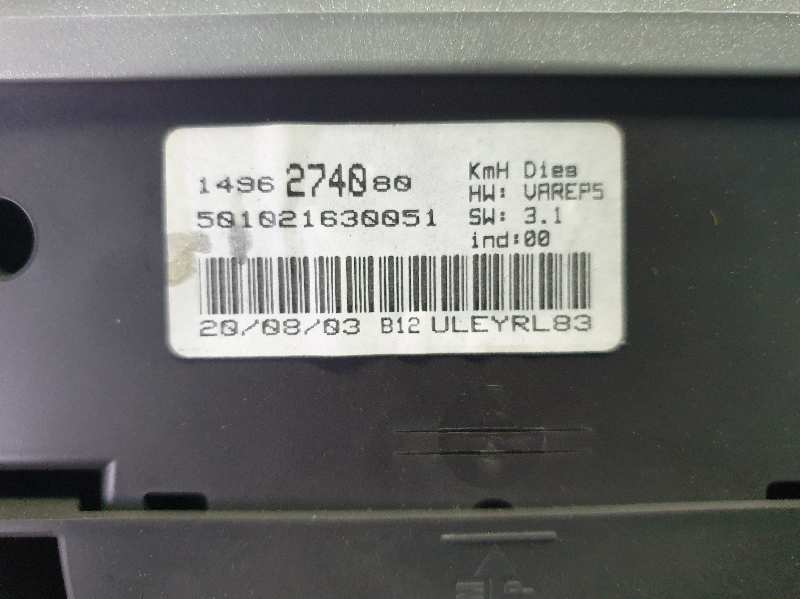 1496 2740 80
501021630051
KmH Dies
HW: VAREP5
SW: 3.1
ind:00
20/08/03 B12 ULEYRL83